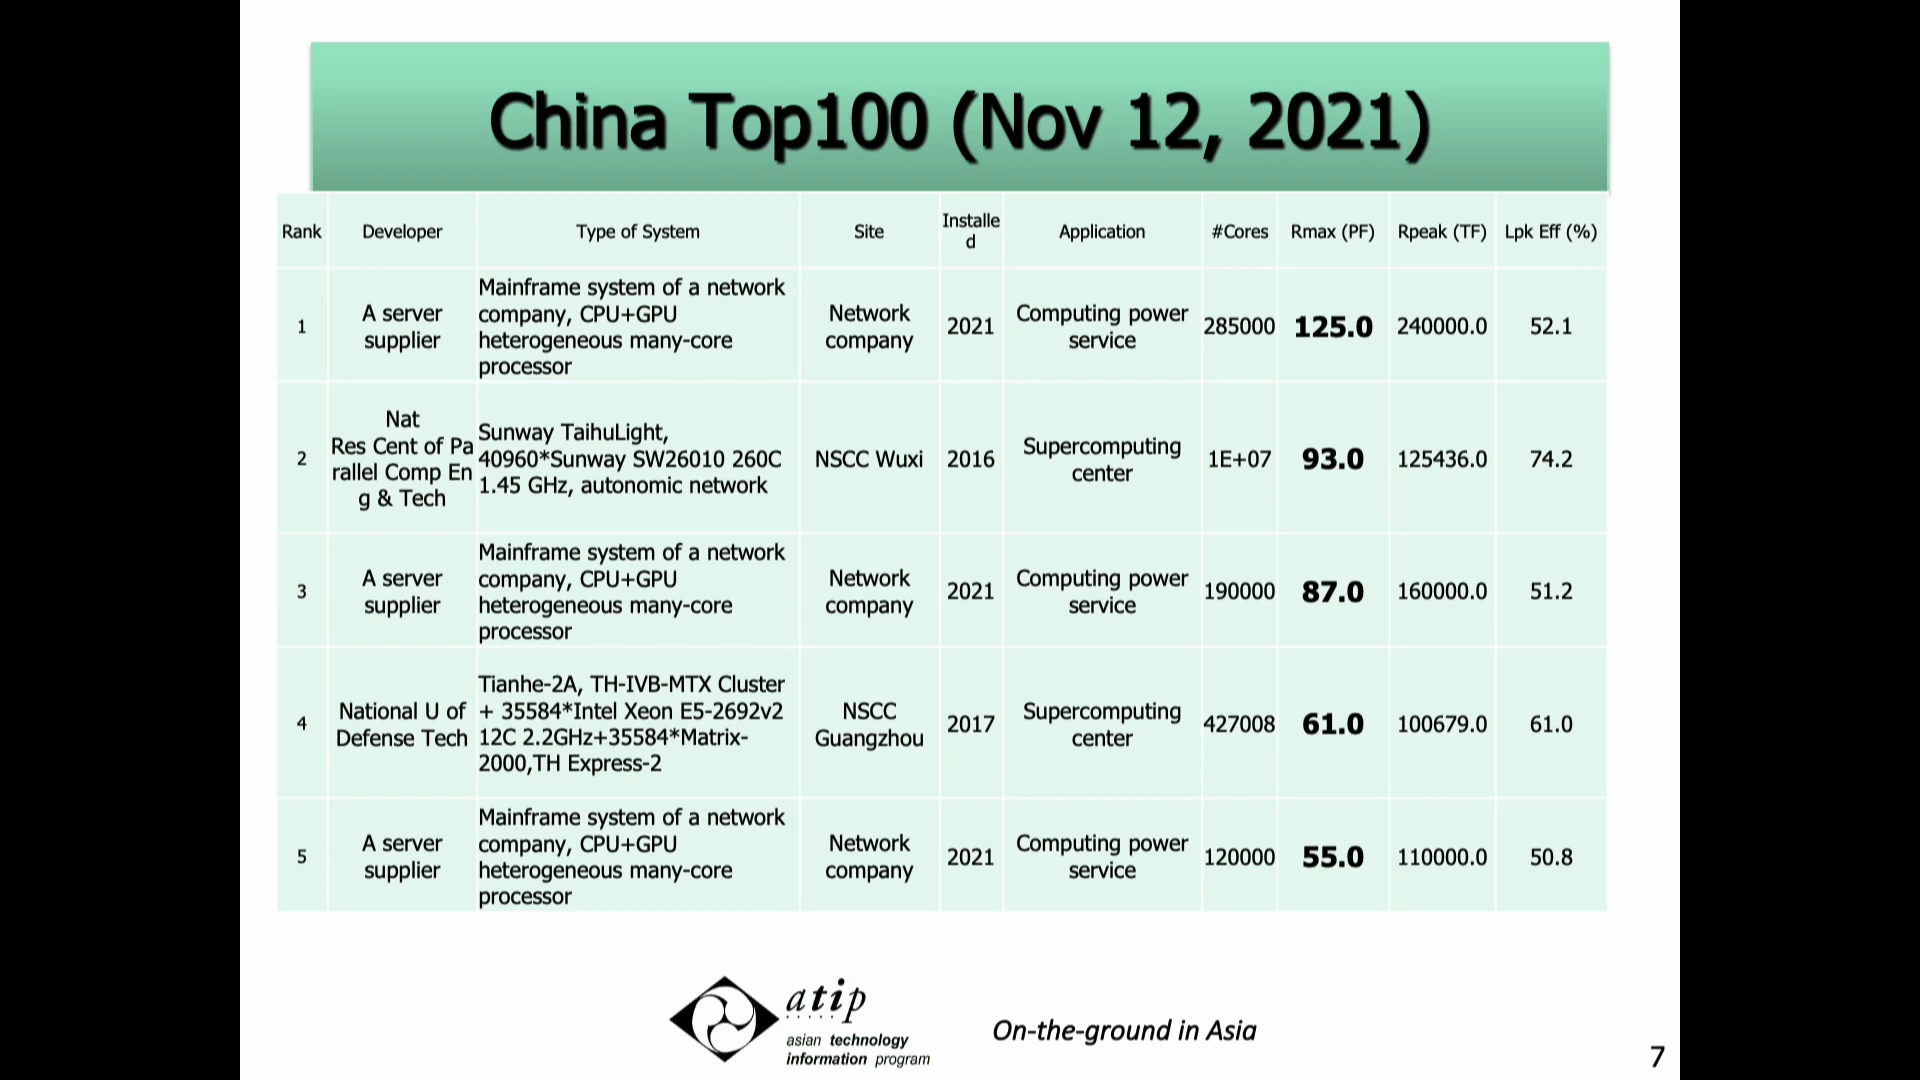 China Top100 (Nov 12, 2021)
Rank Developer Type of System Site Installe
d Application #Cores Rmax (PF) Rpeak (TF) Lpk Eff (%)
1 A server
supplier Mainframe system of a network
company, CPU+GPU
heterogeneous many-core
processor Network
company 2021 Computing power
service 285000 125.0 240000.0 52.1
2 Nat
Res Cent of Pa
rallel Comp En
g & Tech Sunway TaihuLight,
40960*Sunway SW26010 260C
1.45 GHz, autonomic network NSCC Wuxi 2016 Supercomputing
center 1E+07 93.0 125436.0 74.2
3 A server
supplier Mainframe system of a network
company, CPU+GPU
heterogeneous many-core
processor Network
company 2021 Computing power
service 190000 87.0 160000.0 51.2
4 National U of
Defense Tech Tianhe-2A, TH-IVB-MTX Cluster
+ 35584*Intel Xeon E5-2692v2
12C 2.2GHz+35584*Matrix-
2000,TH Express-2 NSCC
Guangzhou 2017 Supercomputing
center 427008 61.0 100679.0 61.0
5 A server
supplier Mainframe system of a network
company, CPU+GPU
heterogeneous many-core
processor Network
company 2021 Computing power
service 120000 55.0 110000.0 50.8
atip
asian technology
information program
On-the-ground in Asia
7